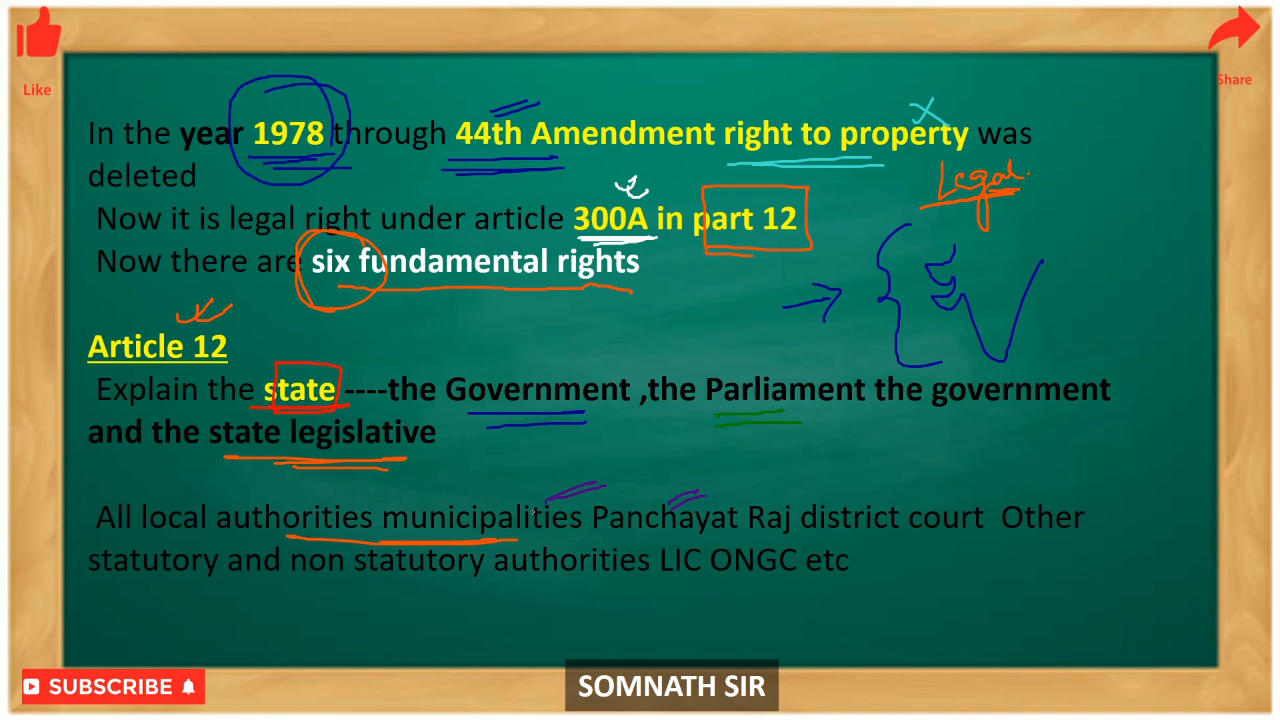 Like
Share
In the year 1978 through 44th Amendment right to property was
deleted
Legal.
Now it is legal right under article 300A in part 12
Now there are six fundamental rights
Article 12
Explain the state ----the Government ,the Parliament the government
and the state legislative
All local authorities municipalities Panchayat Raj district court Other
statutory and non statutory authorities LIC ONGC etc
SUBSCRIBE
SOMNATH SIR